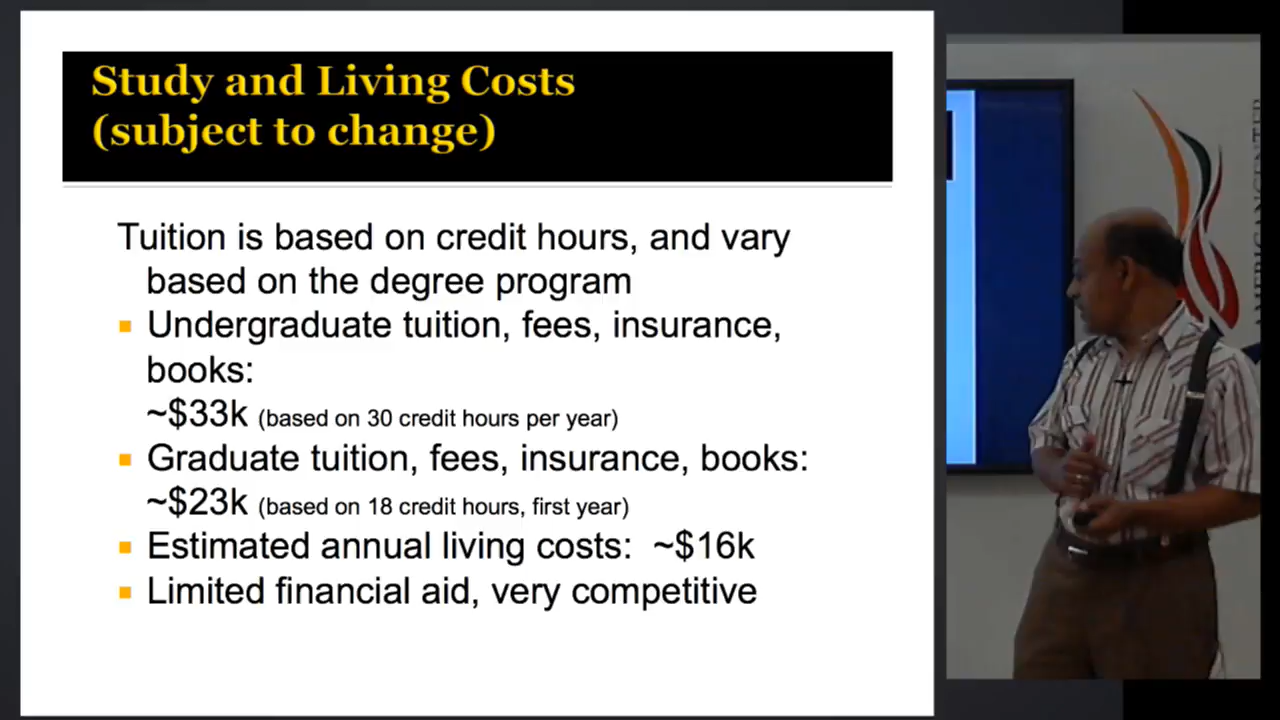 Study and Living Costs
(subject to change)
Tuition is based on credit hours, and vary
based on the degree program
▪ Undergraduate tuition, fees, insurance,
books:
~$33k (based on 30 credit hours per year)
▪ Graduate tuition, fees, insurance, books:
~$23k (based on 18 credit hours, first year)
▪ Estimated annual living costs: ~$16k
▪ Limited financial aid, very competitive
AMERICAN CENTER